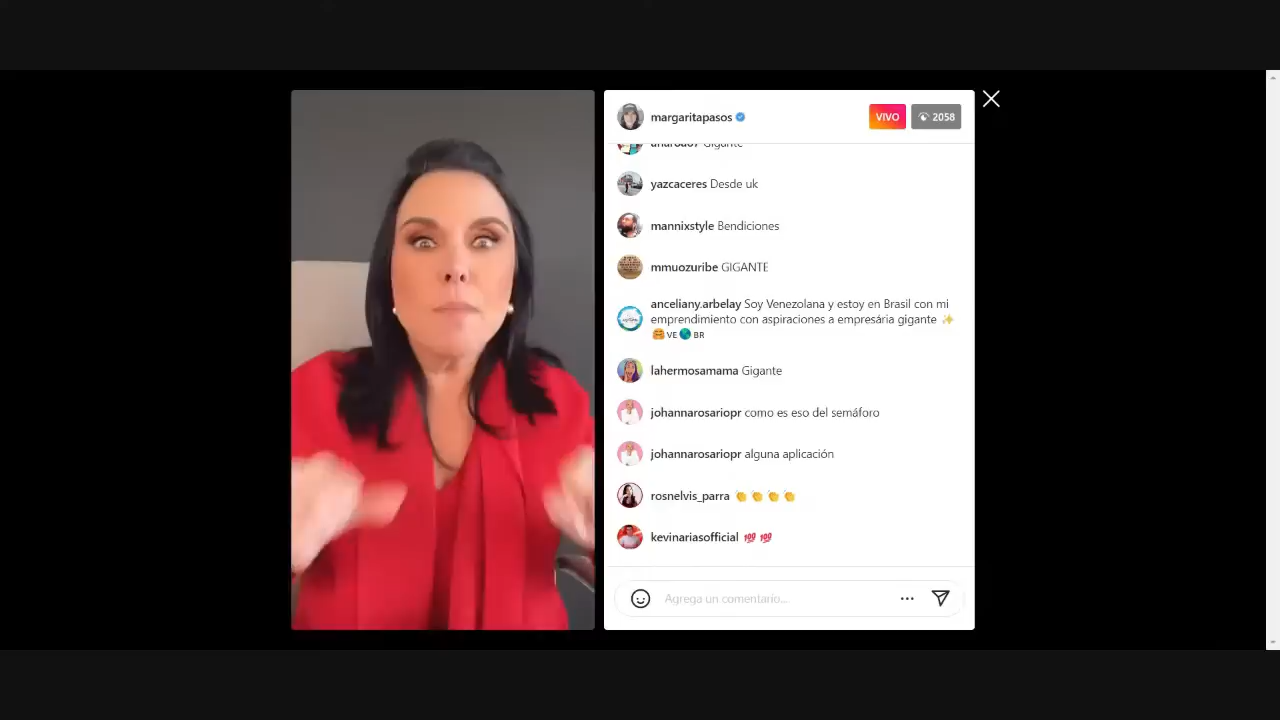 margaritapasos
VIVO
2058
Gigante
yazcaceres Desde uk
mannixstyle Bendiciones
mmuozuribe GIGANTE
anceliany.arbelay Soy Venezolana y estoy en Brasil con mi
emprendimiento con aspiraciones a empresária gigante ✨
🤗 VE 🌎 BR
lahermosamama Gigante
johannarosariopr como es eso del semáforo
johannarosariopr alguna aplicación
rosnelvis_parra 👏 👏 👏 👏
kevinariasofficial 💯 💯
Agrega un comentario...